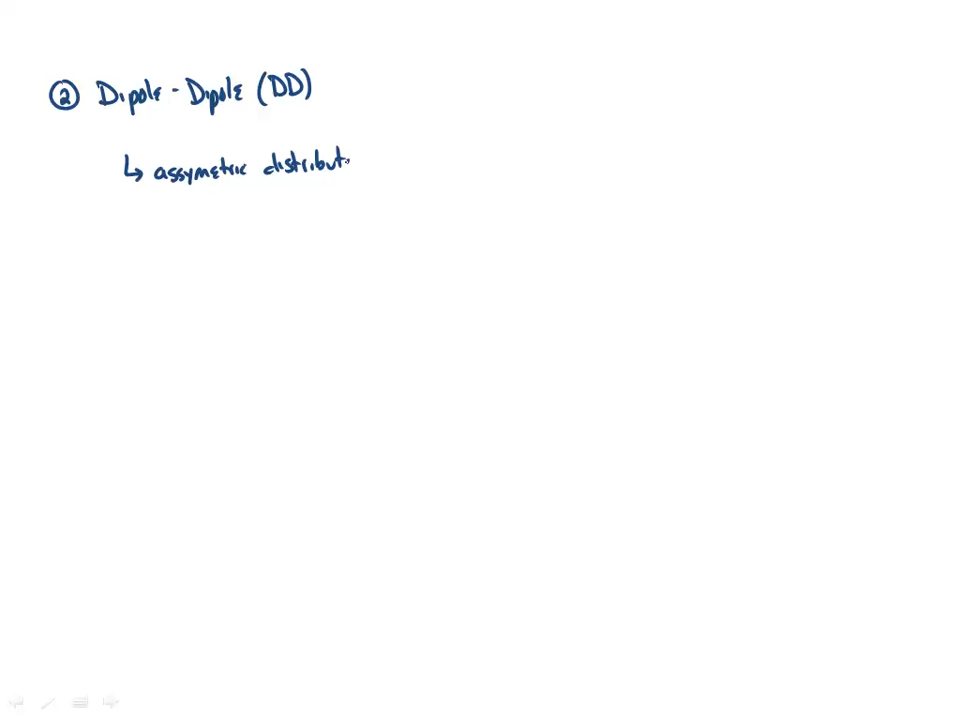 ② Dipole - Dipole (DD)
↳ assymetric distribut